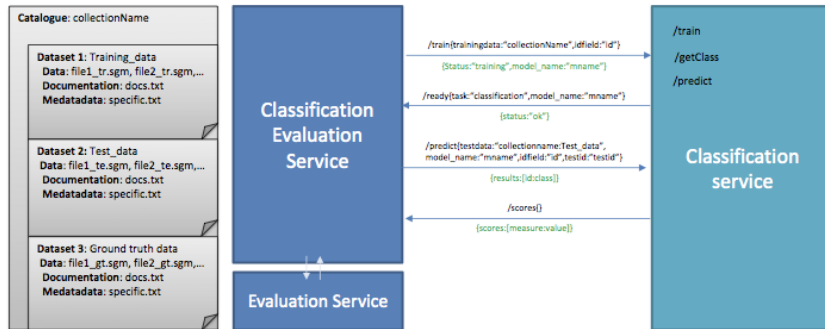 Catalogue: collectionName
Dataset 1: Training_data
Data: file1_tr.sgm, file2_tr.sgm,...
Documentation: docs.txt
Medatadata: specific.txt
Dataset 2: Test_data
Data: file1_te.sgm, file2_te.sgm,...
Documentation: docs.txt
Medatadata: specific.txt
Dataset 3: Ground truth data
Data: file1_gt.sgm, file2_gt.sgm,...
Documentation: docs.txt
Medatadata: specific.txt
Classification
Evaluation
Service
Evaluation Service
/train{trainingdata:"collectionName",idfield:"id"}
{Status:"training",model_name:"mname"}
/ready{task:"classification",model_name:"mname"}
{status:"ok"}
/predict{testdata:"collectionname:Test_data",
model_name:"mname",idfield:"id",testid:"testid"}
{results:[id:class]}
/scores{}
{scores:[measure:value]}
/train
/getClass
/predict
Classification
service